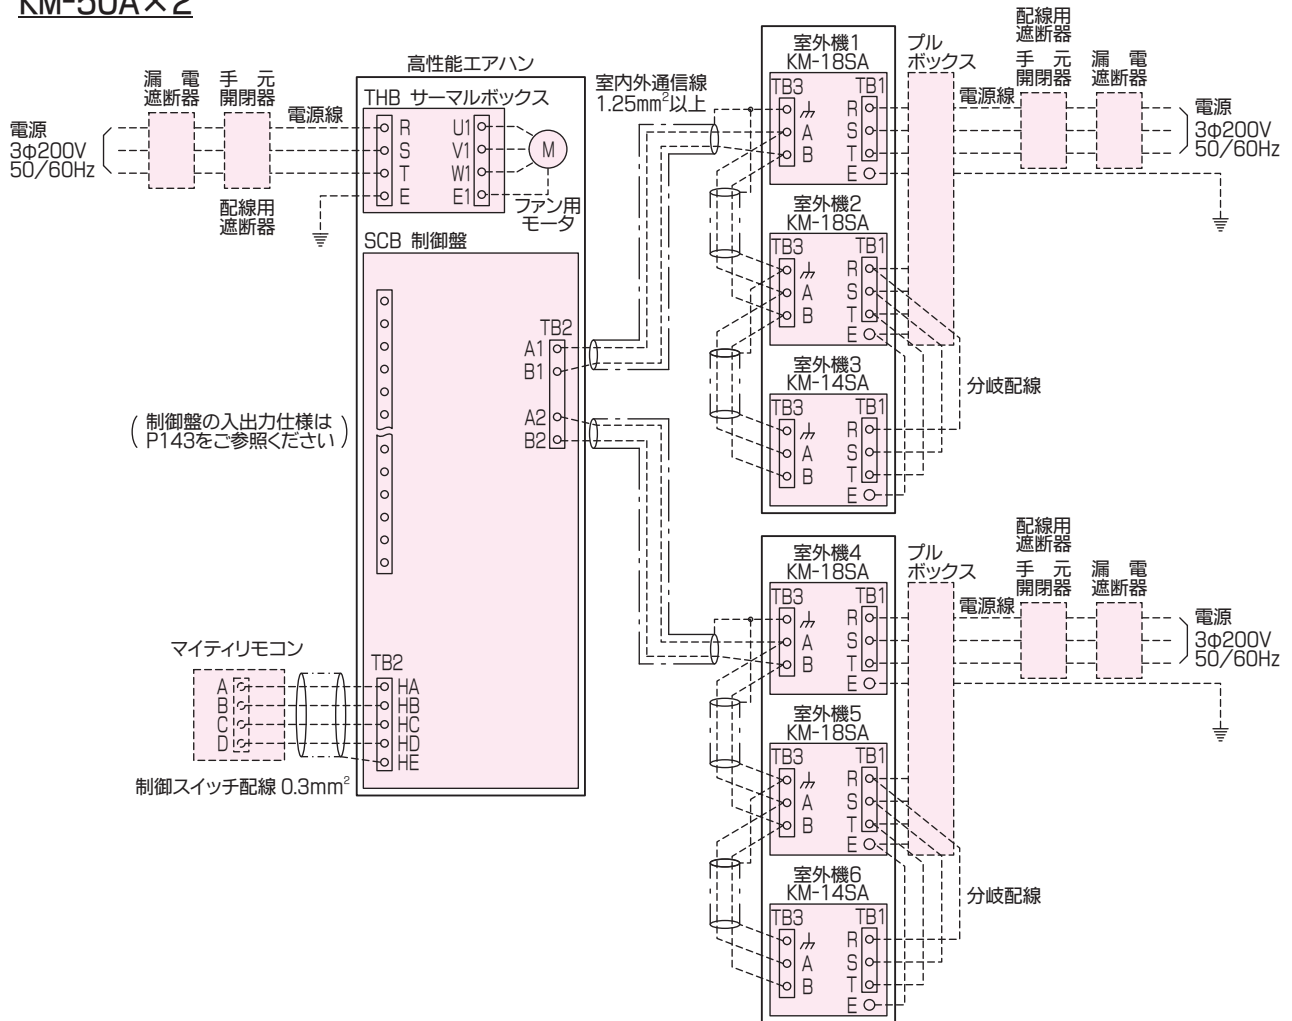 KM-50A×2
高性能エアハン
漏 電
遮断器
手 元
開閉器
電源線
電源
3φ200V
50/60Hz
配線用
遮断器
THB サーマルボックス
R
S
T
E
U1
V1
W1
E1
M
ファン用
モータ
SCB 制御盤
TB2
A1
B1
A2
B2
(制御盤の入出力仕様は
P143をご参照ください)
マイティリモコン
A
B
C
D
TB2
HA
HB
HC
HD
HE
制御スイッチ配線 0.3mm²
室内外通信線
1.25mm²以上
室外機1
KM-18SA
TB3
A
B
TB1
R
S
T
E
プル
ボックス
電源線
配線用
遮断器
手 元
開閉器
漏 電
遮断器
電源
3φ200V
50/60Hz
室外機2
KM-18SA
TB3
A
B
TB1
R
S
T
E
室外機3
KM-14SA
TB3
A
B
TB1
R
S
T
E
分岐配線
室外機4
KM-18SA
TB3
A
B
TB1
R
S
T
E
プル
ボックス
電源線
配線用
遮断器
手 元
開閉器
漏 電
遮断器
電源
3φ200V
50/60Hz
室外機5
KM-18SA
TB3
A
B
TB1
R
S
T
E
室外機6
KM-14SA
TB3
A
B
TB1
R
S
T
E
分岐配線